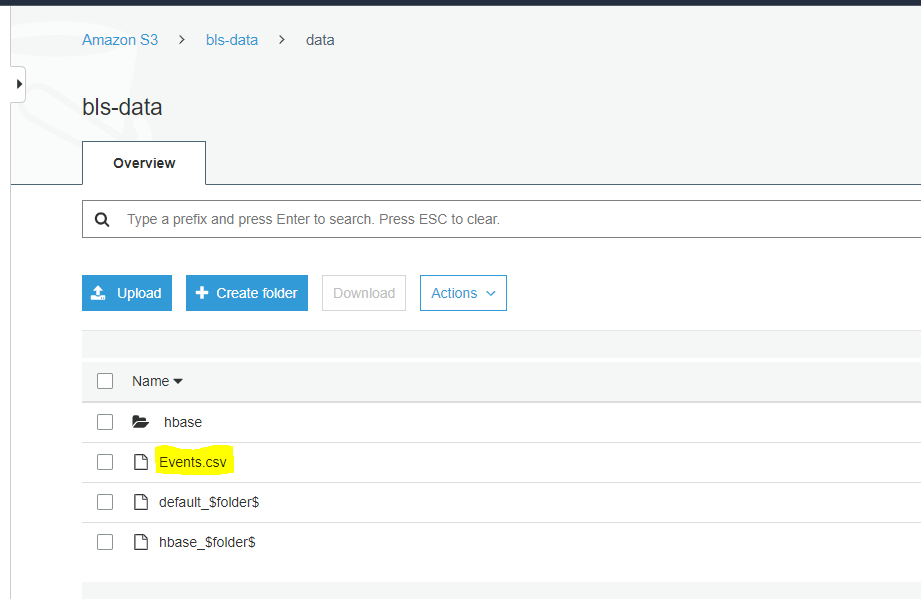 Amazon S3 > bls-data > data
bls-data
Overview
Type a prefix and press Enter to search. Press ESC to clear.
Upload Create folder Download Actions
Name
hbase
Events.csv
default_$folder$
hbase_$folder$